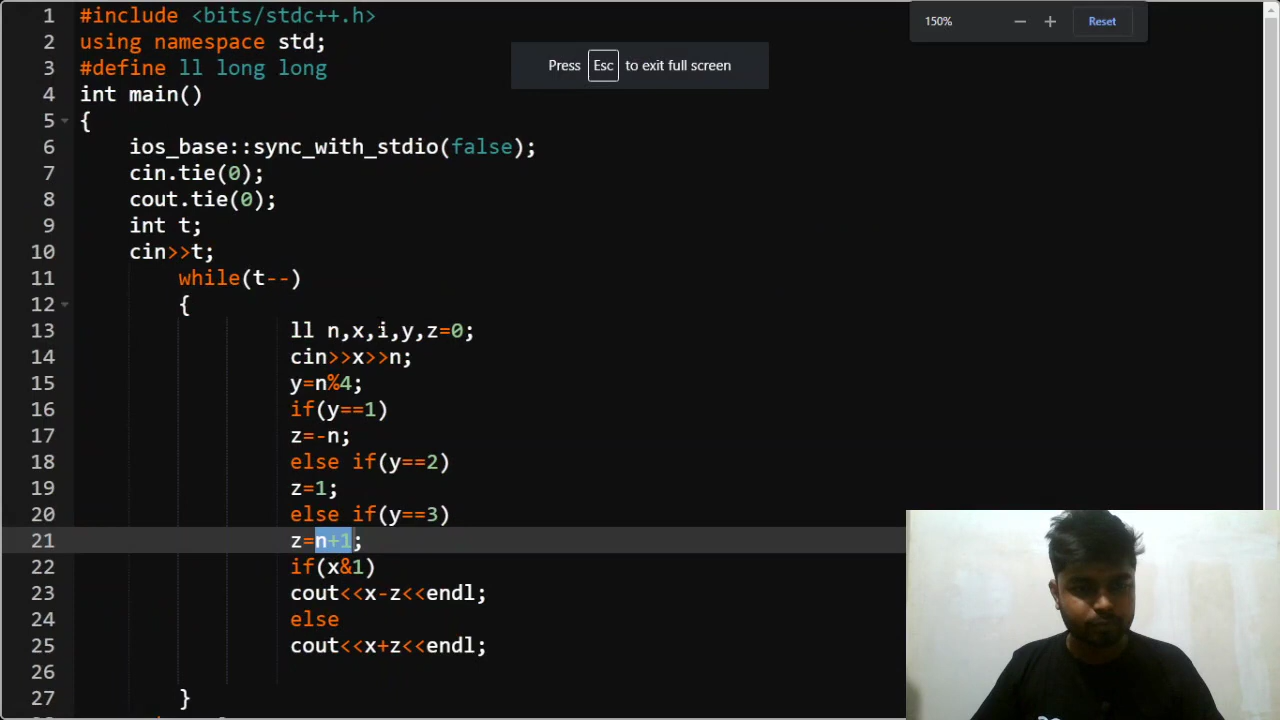 150% − + Reset
Press Esc to exit full screen
1 #include <bits/stdc++.h>
2 using namespace std;
3 #define ll long long
4 int main()
5 {
6 ios_base::sync_with_stdio(false);
7 cin.tie(0);
8 cout.tie(0);
9 int t;
10 cin>>t;
11 while(t--)
12 {
13 ll n,x,i,y,z=0;
14 cin>>x>>n;
15 y=n%4;
16 if(y==1)
17 z=-n;
18 else if(y==2)
19 z=1;
20 else if(y==3)
21 z=n+1;
22 if(x&1)
23 cout<<x-z<<endl;
24 else
25 cout<<x+z<<endl;
26
27 }